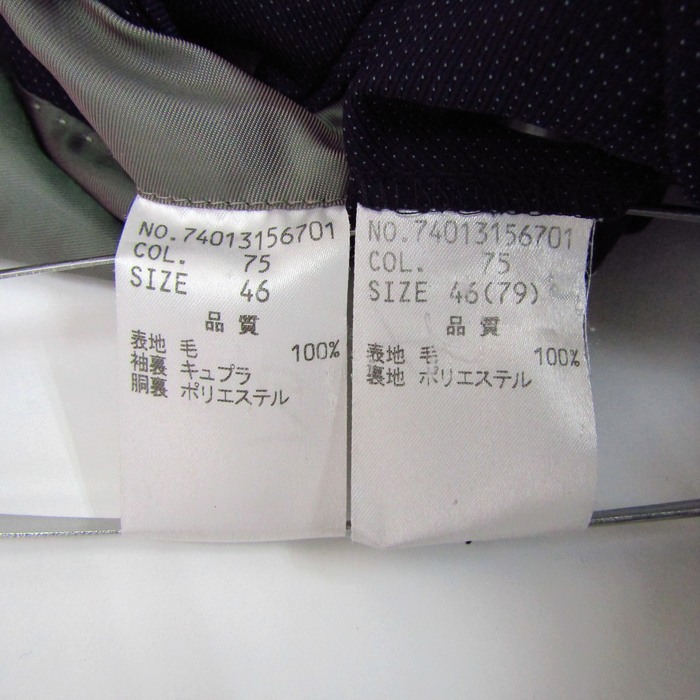 NO.74013156701
COL. 75
SIZE 46
品質
表地 毛 100%
袖裏 キュプラ
胴裏 ポリエステル
NO.74013156701
COL. 75
SIZE 46(79)
品質
表地 毛 100%
裏地 ポリエステル